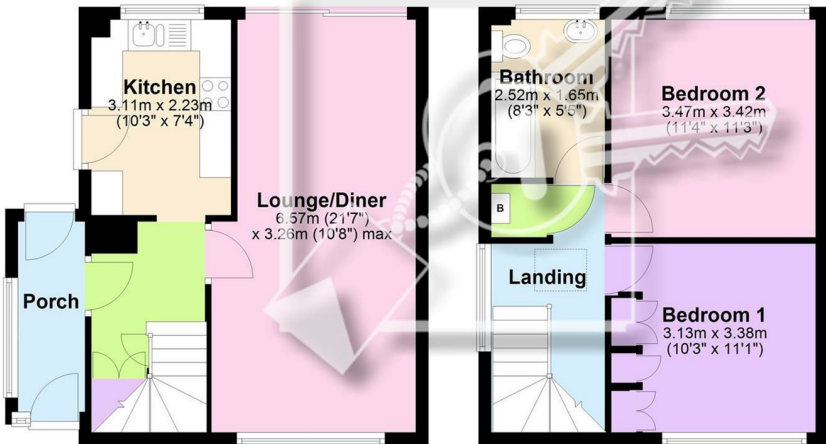 Kitchen
3.11m x 2.23m
(10'3" x 7'4")
Lounge/Diner
6.57m (21'7")
x 3.26m (10'8") max
Porch
Bathroom
2.52m x 1.65m
(8'3" x 5'5")
Bedroom 2
3.47m x 3.42m
(11'4" x 11'3")
B
Landing
Bedroom 1
3.13m x 3.38m
(10'3" x 11'1")